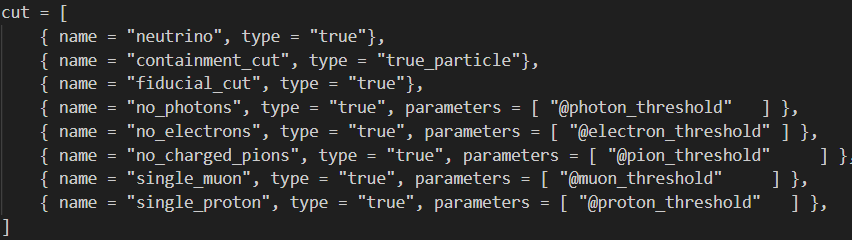 cut = [
    { name = "neutrino", type = "true"},
    { name = "containment_cut", type = "true_particle"},
    { name = "fiducial_cut", type = "true"},
    { name = "no_photons", type = "true", parameters = [ "@photon_threshold"   ] },
    { name = "no_electrons", type = "true", parameters = [ "@electron_threshold" ] },
    { name = "no_charged_pions", type = "true", parameters = [ "@pion_threshold"     ] },
    { name = "single_muon", type = "true", parameters = [ "@muon_threshold"     ] },
    { name = "single_proton", type = "true", parameters = [ "@proton_threshold"   ] },
]